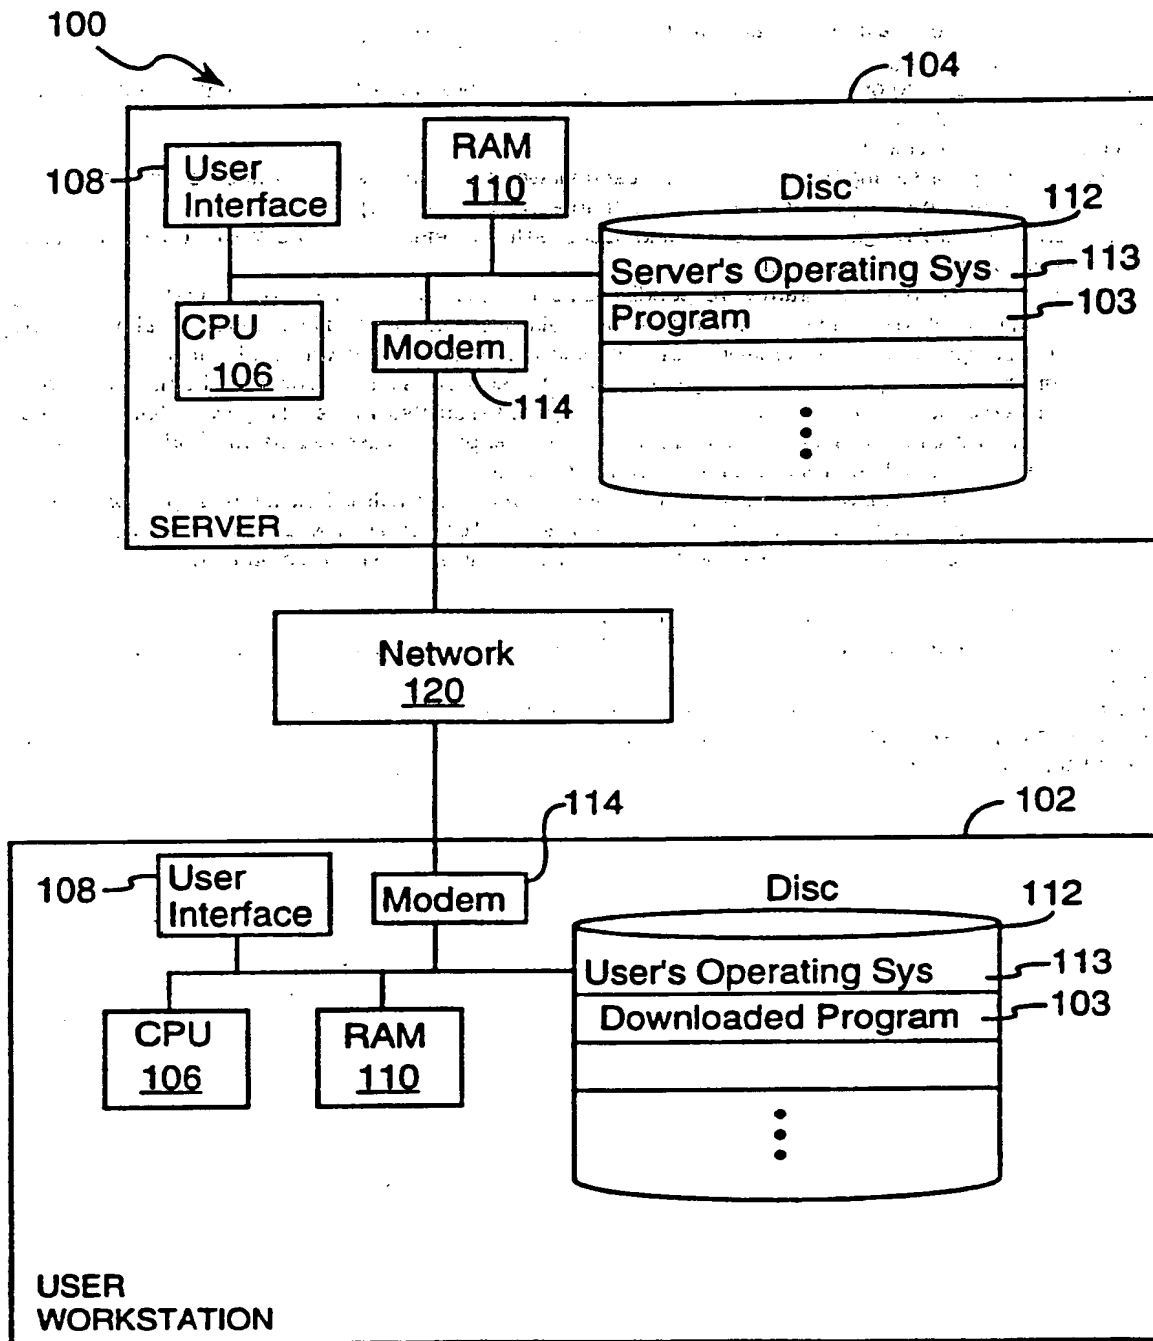 100
104
108
User
Interface
RAM
110
Disc
112
Server's Operating Sys
113
Program
103
CPU
106
Modem
114
SERVER
Network
120
102
114
108
User
Interface
Modem
Disc
112
User's Operating Sys
113
Downloaded Program
103
CPU
106
RAM
110
USER
WORKSTATION